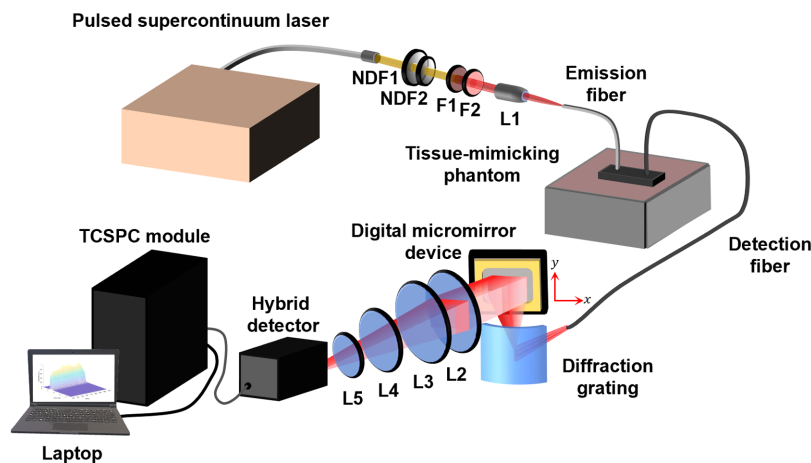 Pulsed supercontinuum laser
NDF1
NDF2
F1
F2
L1
Emission
fiber
Tissue-mimicking
phantom
TCSPC module
Digital micromirror
device
y
x
Detection
fiber
Hybrid
detector
L5
L4
L3
L2
Diffraction
grating
Laptop